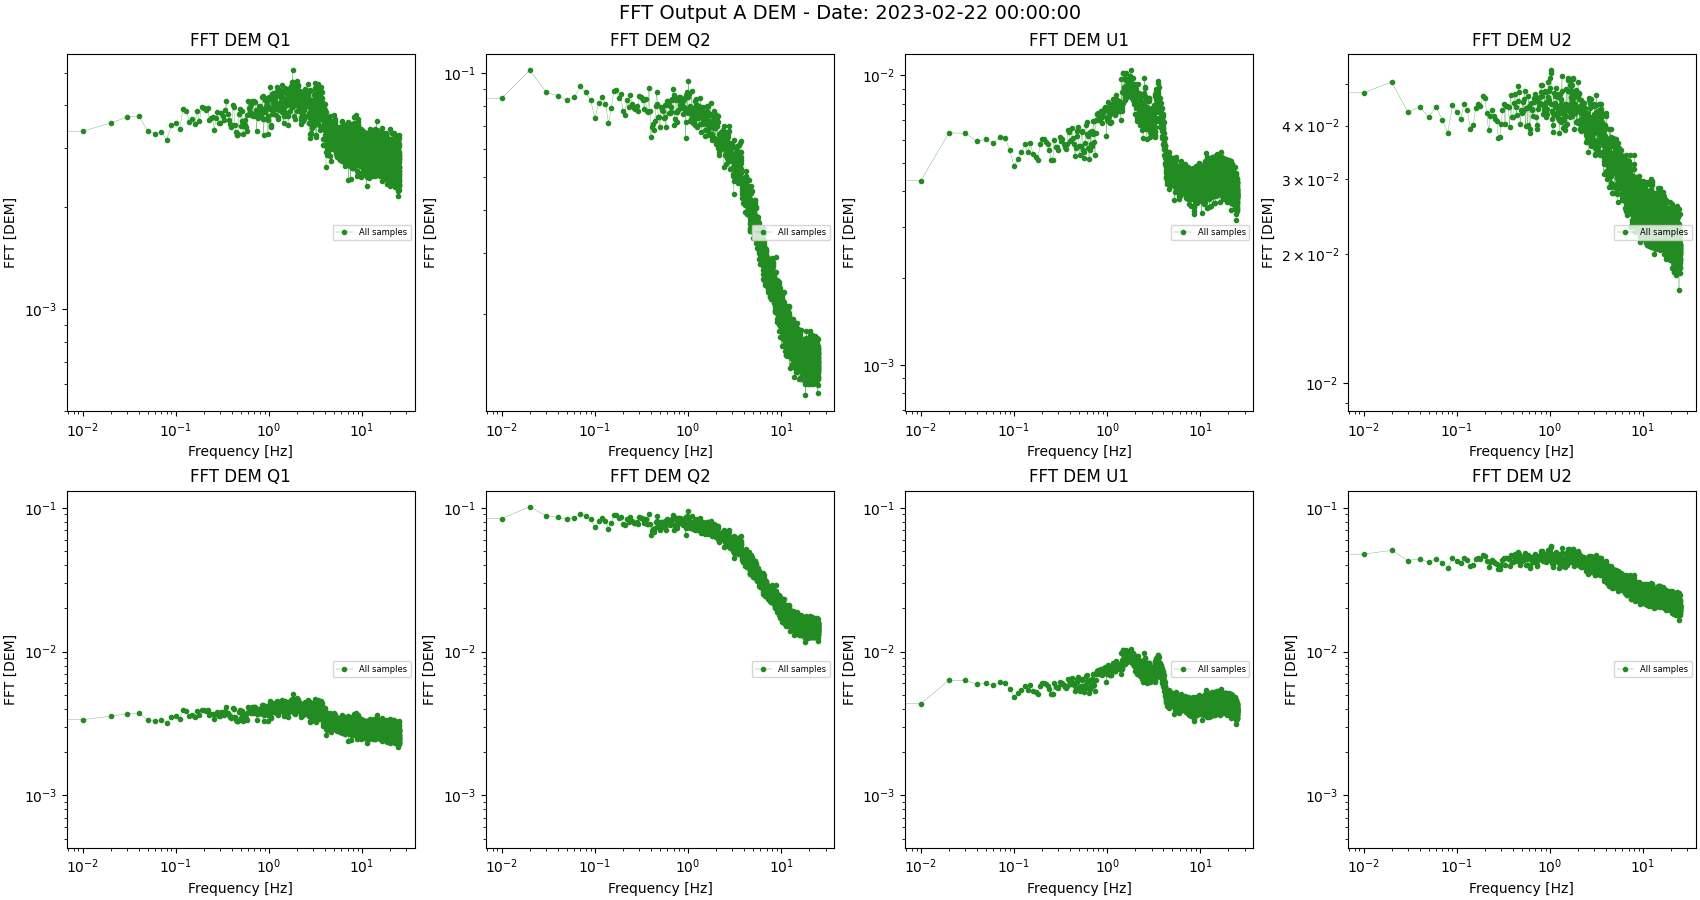 FFT Output A DEM - Date: 2023-02-22 00:00:00
FFT DEM Q1
FFT [DEM]
10⁻³
All samples
10⁻² 10⁻¹ 10⁰ 10¹
Frequency [Hz]
FFT DEM Q2
FFT [DEM]
10⁻¹
All samples
10⁻² 10⁻¹ 10⁰ 10¹
Frequency [Hz]
FFT DEM U1
FFT [DEM]
10⁻²
10⁻³
All samples
10⁻² 10⁻¹ 10⁰ 10¹
Frequency [Hz]
FFT DEM U2
FFT [DEM]
4 × 10⁻²
3 × 10⁻²
2 × 10⁻²
10⁻²
All samples
10⁻² 10⁻¹ 10⁰ 10¹
Frequency [Hz]
FFT DEM Q1
FFT [DEM]
10⁻¹
10⁻²
10⁻³
All samples
10⁻² 10⁻¹ 10⁰ 10¹
Frequency [Hz]
FFT DEM Q2
FFT [DEM]
10⁻¹
10⁻²
10⁻³
All samples
10⁻² 10⁻¹ 10⁰ 10¹
Frequency [Hz]
FFT DEM U1
FFT [DEM]
10⁻¹
10⁻²
10⁻³
All samples
10⁻² 10⁻¹ 10⁰ 10¹
Frequency [Hz]
FFT DEM U2
FFT [DEM]
10⁻¹
10⁻²
10⁻³
All samples
10⁻² 10⁻¹ 10⁰ 10¹
Frequency [Hz]